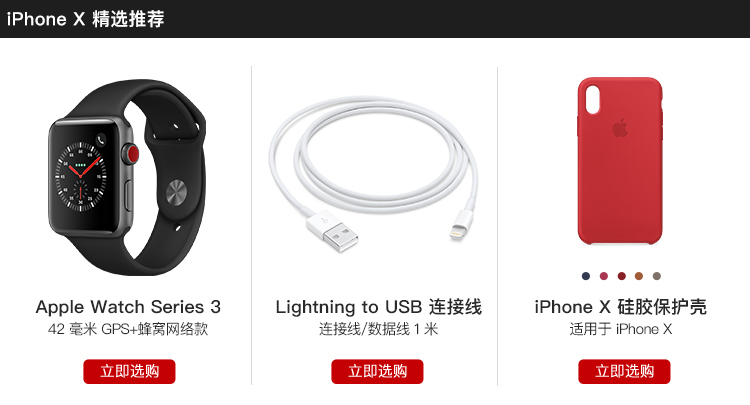 iPhone X 精选推荐
Apple Watch Series 3
42 毫米 GPS+蜂窝网络款
立即选购
Lightning to USB 连接线
连接线/数据线 1 米
立即选购
iPhone X 硅胶保护壳
适用于 iPhone X
立即选购